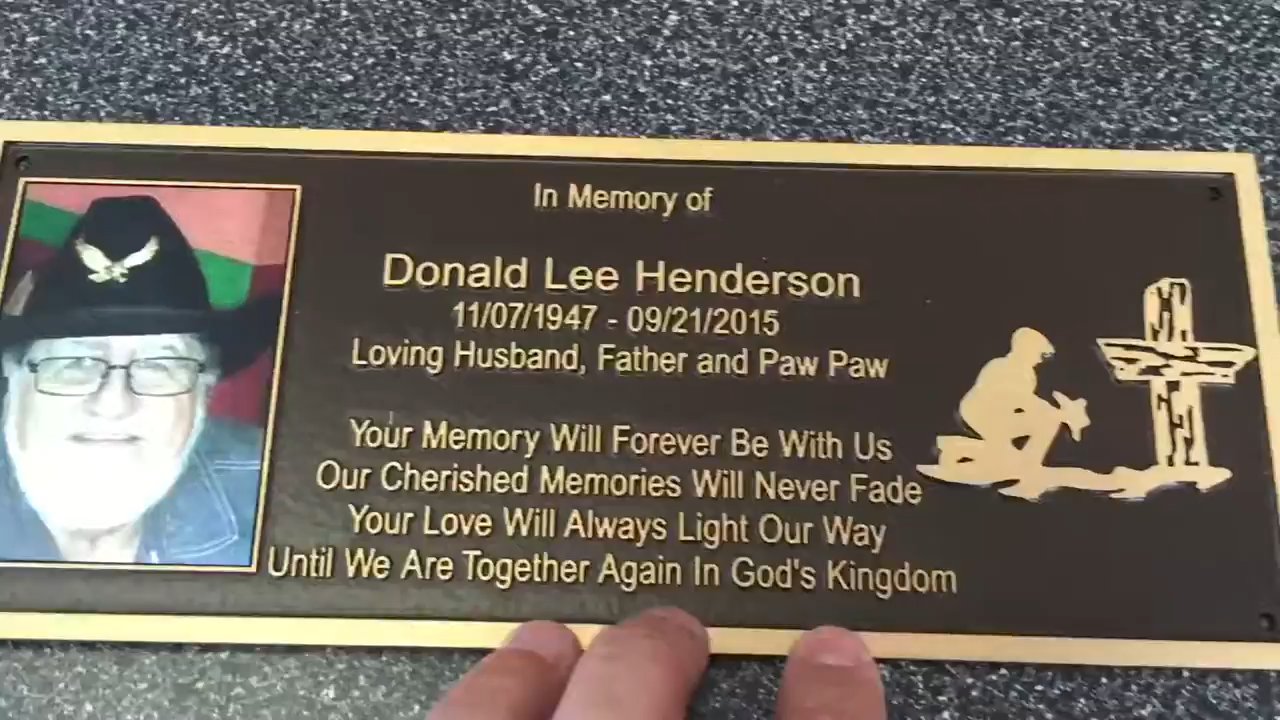 In Memory of
Donald Lee Henderson
11/07/1947 - 09/21/2015
Loving Husband, Father and Paw Paw
Your Memory Will Forever Be With Us
Our Cherished Memories Will Never Fade
Your Love Will Always Light Our Way
Until We Are Together Again In God's Kingdom